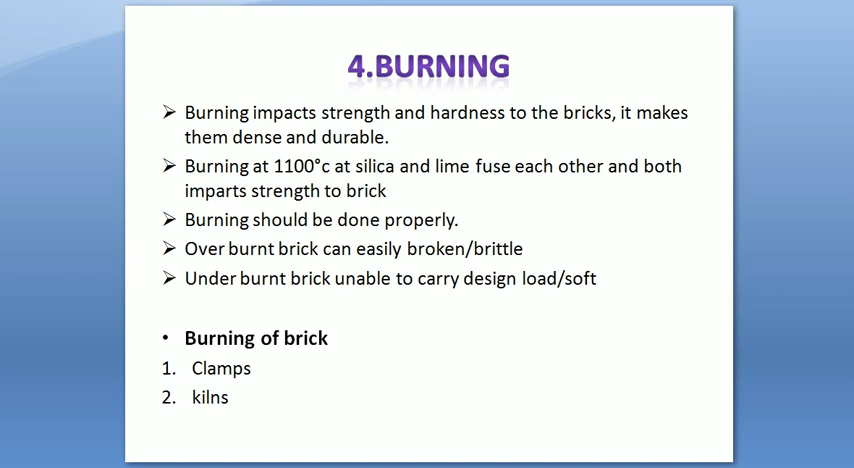 4.BURNING
➢ Burning impacts strength and hardness to the bricks, it makes
them dense and durable.
➢ Burning at 1100°c at silica and lime fuse each other and both
imparts strength to brick
➢ Burning should be done properly.
➢ Over burnt brick can easily broken/brittle
➢ Under burnt brick unable to carry design load/soft
• Burning of brick
1. Clamps
2. kilns